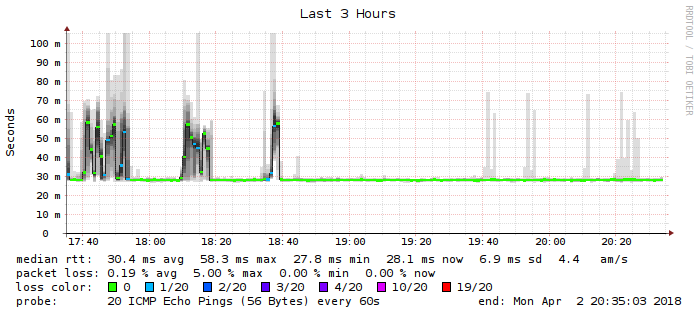 Last 3 Hours
RRDTOOL / TOBI OETIKER
Seconds
100 m
90 m
80 m
70 m
60 m
50 m
40 m
30 m
20 m
10 m
0
17:40 18:00 18:20 18:40 19:00 19:20 19:40 20:00 20:20
median rtt: 30.4 ms avg 58.3 ms max 27.8 ms min 28.1 ms now 6.9 ms sd 4.4 am/s
packet loss: 0.19 % avg 5.00 % max 0.00 % min 0.00 % now
loss color: 0 1/20 2/20 3/20 4/20 10/20 19/20
probe: 20 ICMP Echo Pings (56 Bytes) every 60s end: Mon Apr 2 20:35:03 2018